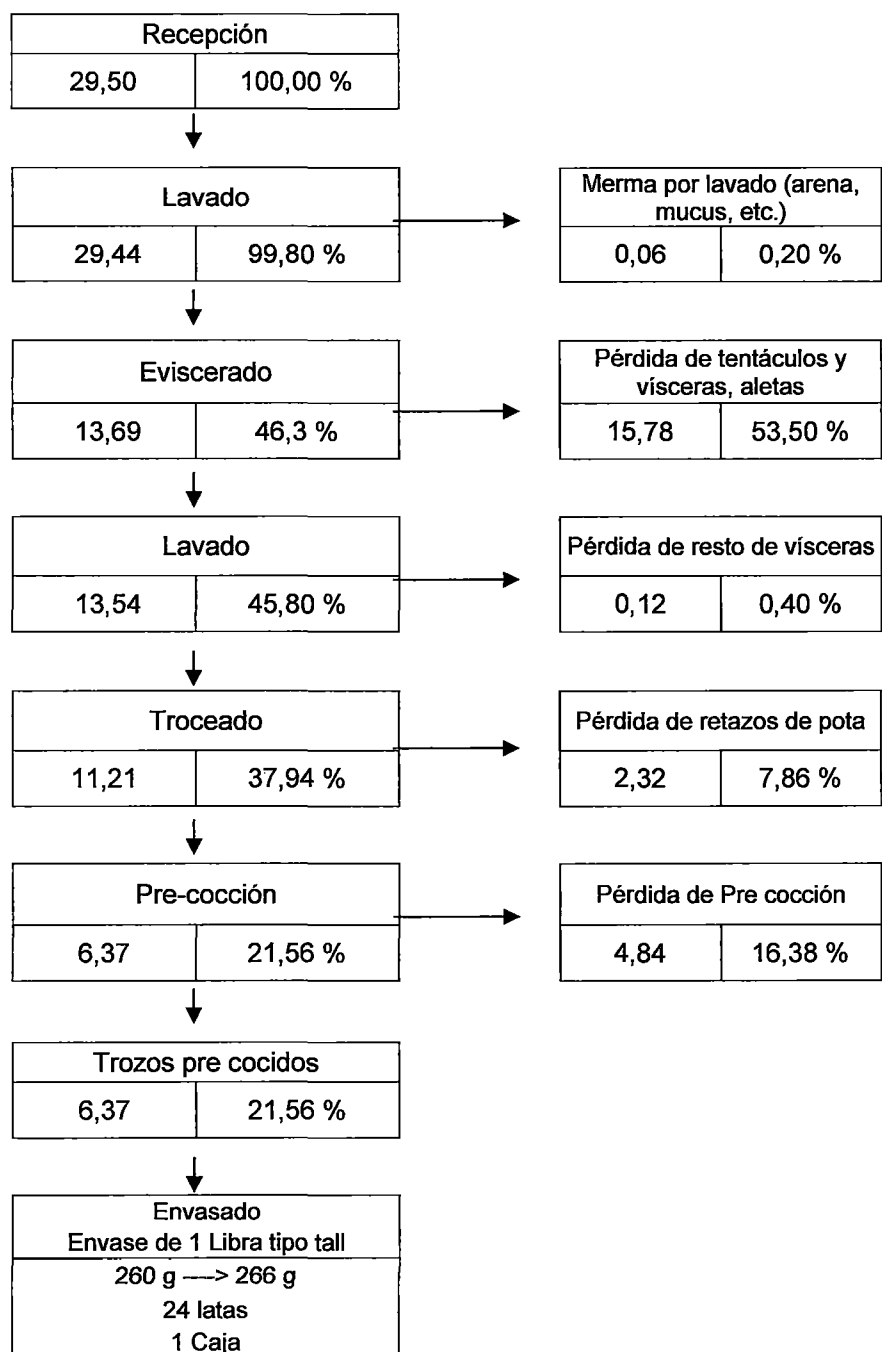 Recepción
29,50 100,00 %
Lavado
29,44 99,80 %
Merma por lavado (arena,
mucus, etc.)
0,06 0,20 %
Eviscerado
13,69 46,3 %
Pérdida de tentáculos y
vísceras, aletas
15,78 53,50 %
Lavado
13,54 45,80 %
Pérdida de resto de vísceras
0,12 0,40 %
Troceado
11,21 37,94 %
Pérdida de retazos de pota
2,32 7,86 %
Pre-cocción
6,37 21,56 %
Pérdida de Pre cocción
4,84 16,38 %
Trozos pre cocidos
6,37 21,56 %
Envasado
Envase de 1 Libra tipo tall
260 g —-> 266 g
24 latas
1 Caja